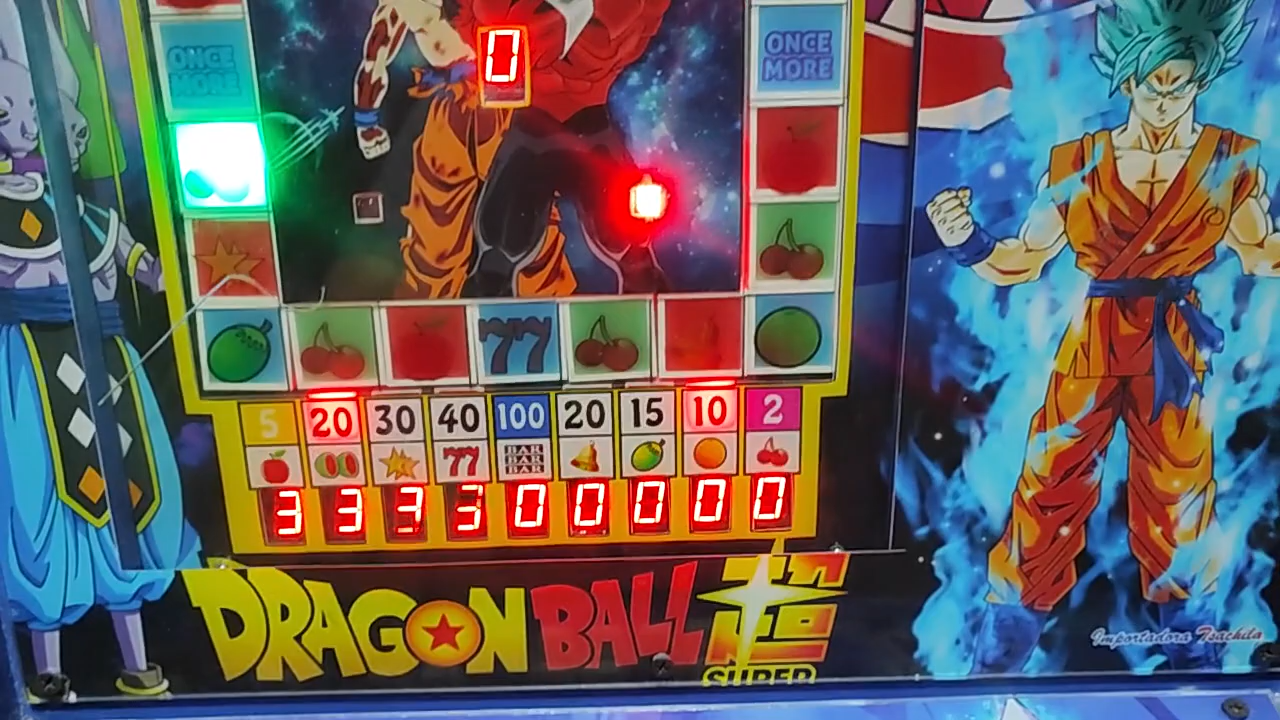 0
ONCE MORE
ONCE MORE
77
5 20 30 40 100 20 15 10 2
77 BAR BAR BAR
3 3 3 3 0 0 0 0 0
DRAGON BALL 超
SUPER
Importadora Tsachila